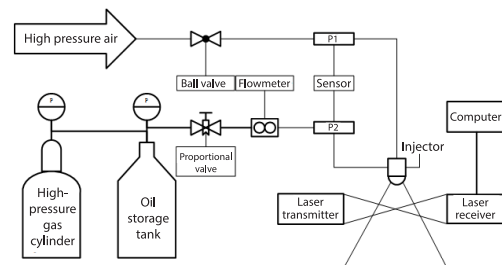 High pressure air
P1
Ball valve
Flowmeter
Sensor
P
P
P2
Computer
Injector
Proportional
valve
High-
pressure
gas
cylinder
Oil
storage
tank
Laser
transmitter
Laser
receiver